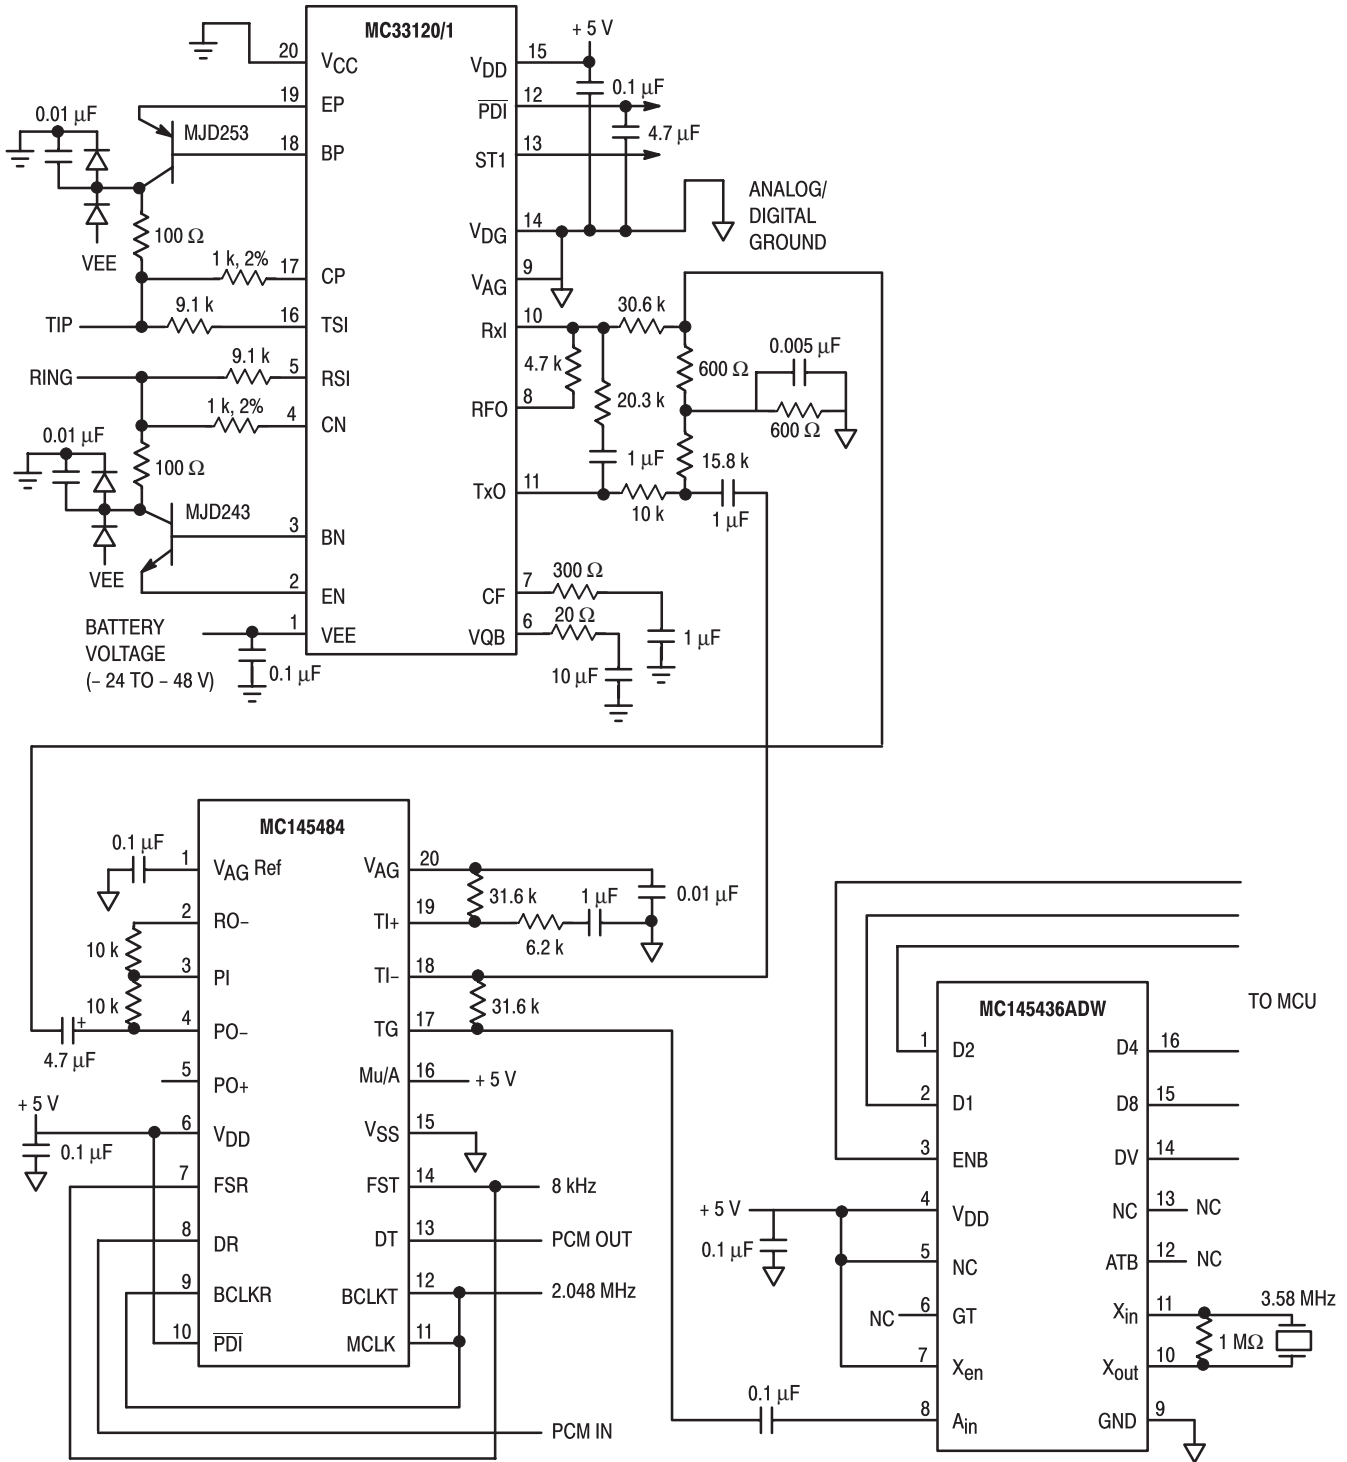 MC33120/1
20 VCC
19 EP
18 BP
17 CP
16 TSI
5 RSI
4 CN
3 BN
2 EN
1 VEE
15 VDD
12 PDI
13 ST1
14 VDG
9 VAG
10 RxI
8 RFO
11 TxO
7 CF
6 VQB
0.01 μF
MJD253
100 Ω
VEE
1 k, 2%
9.1 k
TIP
RING
9.1 k
1 k, 2%
0.01 μF
100 Ω
MJD243
VEE
BATTERY
VOLTAGE
(– 24 TO – 48 V)
0.1 μF
+ 5 V
0.1 μF
4.7 μF
ANALOG/
DIGITAL
GROUND
30.6 k
4.7 k
20.3 k
1 μF
600 Ω
0.005 μF
600 Ω
15.8 k
10 k
1 μF
300 Ω
20 Ω
1 μF
10 μF
MC145484
1 VAG Ref
2 RO–
3 PI
4 PO–
5 PO+
6 VDD
7 FSR
8 DR
9 BCLKR
10 PDI
20 VAG
19 TI+
18 TI–
17 TG
16 Mu/A
15 VSS
14 FST
13 DT
12 BCLKT
11 MCLK
0.1 μF
10 k
10 k
+
4.7 μF
+ 5 V
0.1 μF
31.6 k
1 μF
0.01 μF
6.2 k
31.6 k
+ 5 V
8 kHz
PCM OUT
2.048 MHz
PCM IN
MC145436ADW
TO MCU
1 D2
2 D1
3 ENB
4 VDD
5 NC
6 GT
7 Xen
8 Ain
D4 16
D8 15
DV 14
NC 13 NC
ATB 12 NC
Xin 11
Xout 10
GND 9
+ 5 V
0.1 μF
NC
0.1 μF
3.58 MHz
1 MΩ